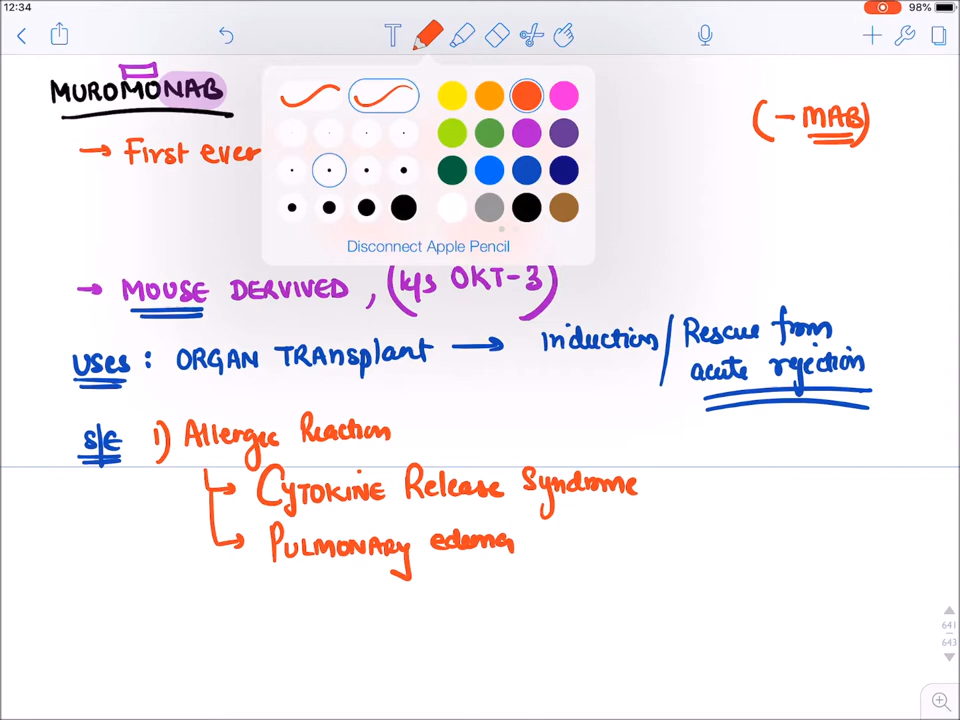 12:34
98%
T
MUROMONAB
(- MAB)
→ First ever
Disconnect Apple Pencil
→ MOUSE DERVIVED, (k/s OKT-3)
Uses : ORGAN TRANSplant → Induction / Rescue from
acute rejection
S/E 1) Allergic Reaction
→ CYTOKINE Release Syndrome
→ PULMONARY edema
641
643